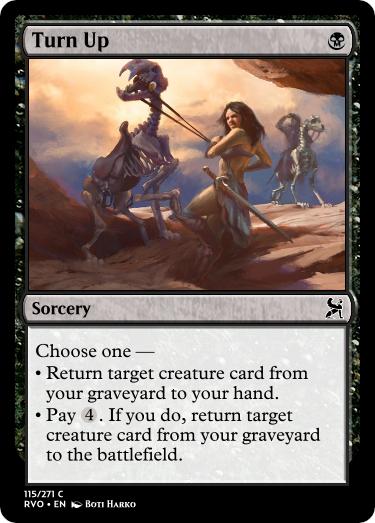 Turn Up
Sorcery
Choose one —
• Return target creature card from
your graveyard to your hand.
• Pay 4. If you do, return target
creature card from your graveyard
to the battlefield.
115/271 C
RVO • EN Boti Harko